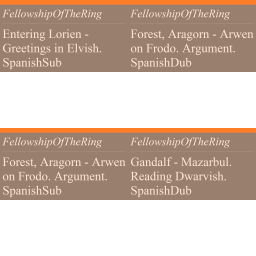 FellowshipOfTheRing
Entering Lorien -
Greetings in Elvish.
SpanishSub
FellowshipOfTheRing
Forest, Aragorn - Arwen
on Frodo. Argument.
SpanishDub
FellowshipOfTheRing
Forest, Aragorn - Arwen
on Frodo. Argument.
SpanishSub
FellowshipOfTheRing
Gandalf - Mazarbul.
Reading Dwarvish.
SpanishDub